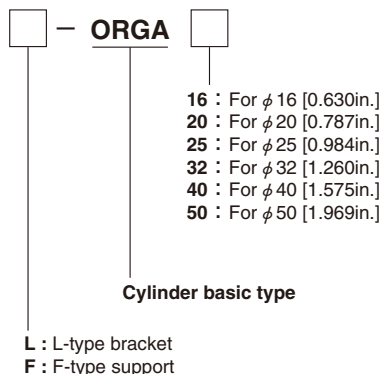 – ORGA
16 : For φ16 [0.630in.]
20 : For φ20 [0.787in.]
25 : For φ25 [0.984in.]
32 : For φ32 [1.260in.]
40 : For φ40 [1.575in.]
50 : For φ50 [1.969in.]
Cylinder basic type
L : L-type bracket
F : F-type support